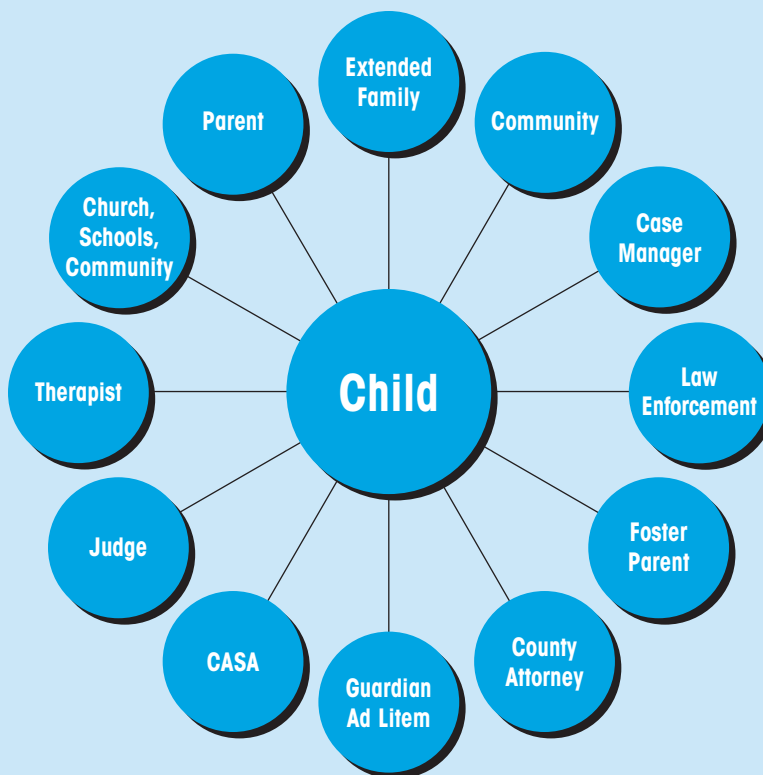 Extended
Family
Community
Case
Manager
Law
Enforcement
Foster
Parent
County
Attorney
Guardian
Ad Litem
CASA
Judge
Therapist
Church,
Schools,
Community
Parent
Child